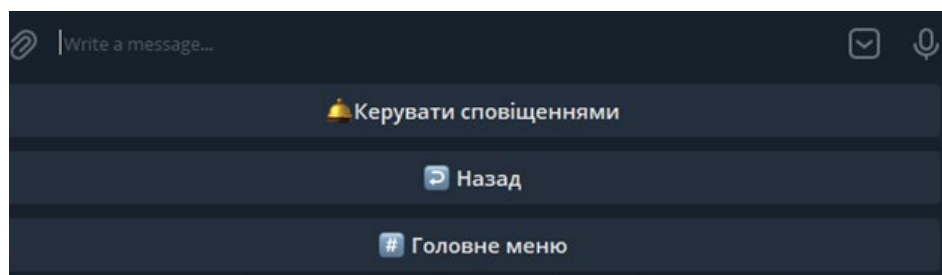 Write a message...
🛎Керувати сповіщеннями
↩️ Назад
#️⃣ Головне меню